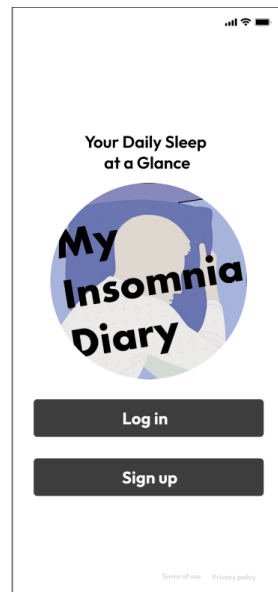 Your Daily Sleep
at a Glance
My
Insomnia
Diary
Log in
Sign up
Terms of use Privacy policy